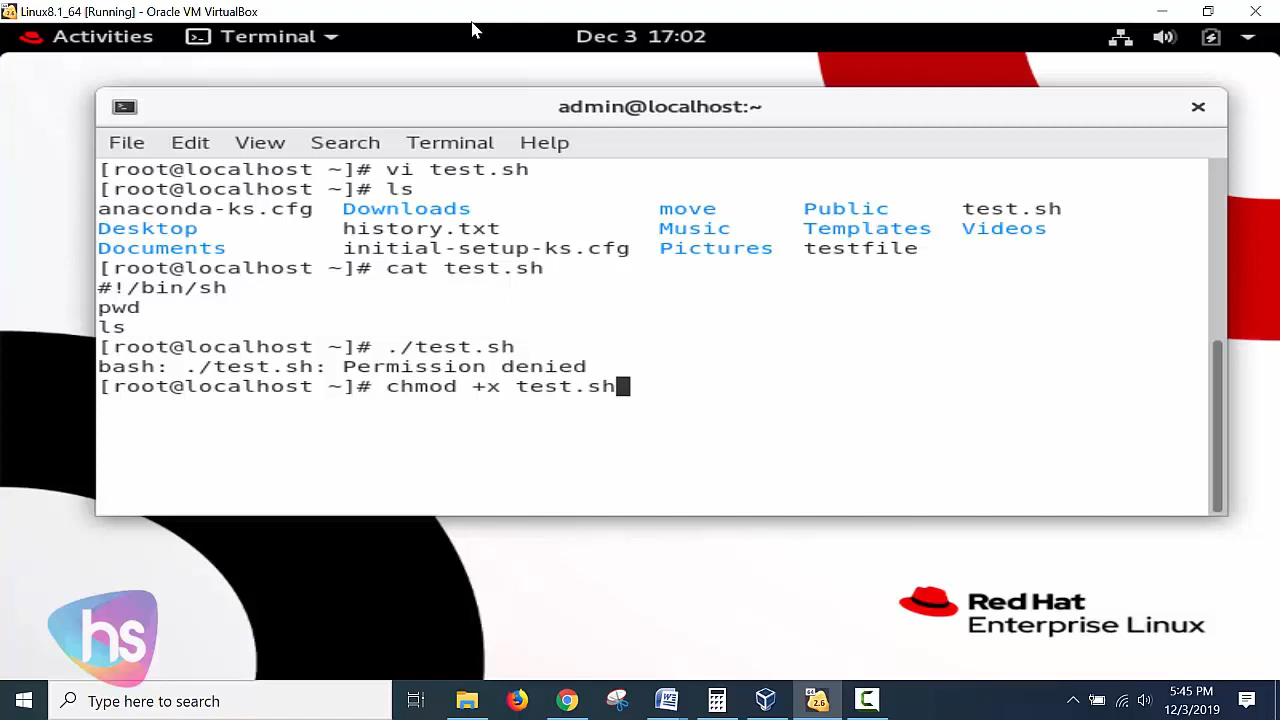 Linux8.1_64 [Running] - Oracle VM VirtualBox
Activities Terminal Dec 3 17:02
admin@localhost:~
File Edit View Search Terminal Help
[root@localhost ~]# vi test.sh
[root@localhost ~]# ls
anaconda-ks.cfg Downloads move Public test.sh
Desktop history.txt Music Templates Videos
Documents initial-setup-ks.cfg Pictures testfile
[root@localhost ~]# cat test.sh
#!/bin/sh
pwd
ls
[root@localhost ~]# ./test.sh
bash: ./test.sh: Permission denied
[root@localhost ~]# chmod +x test.sh
Red Hat
Enterprise Linux
hs
Type here to search
2.6
5:45 PM
12/3/2019